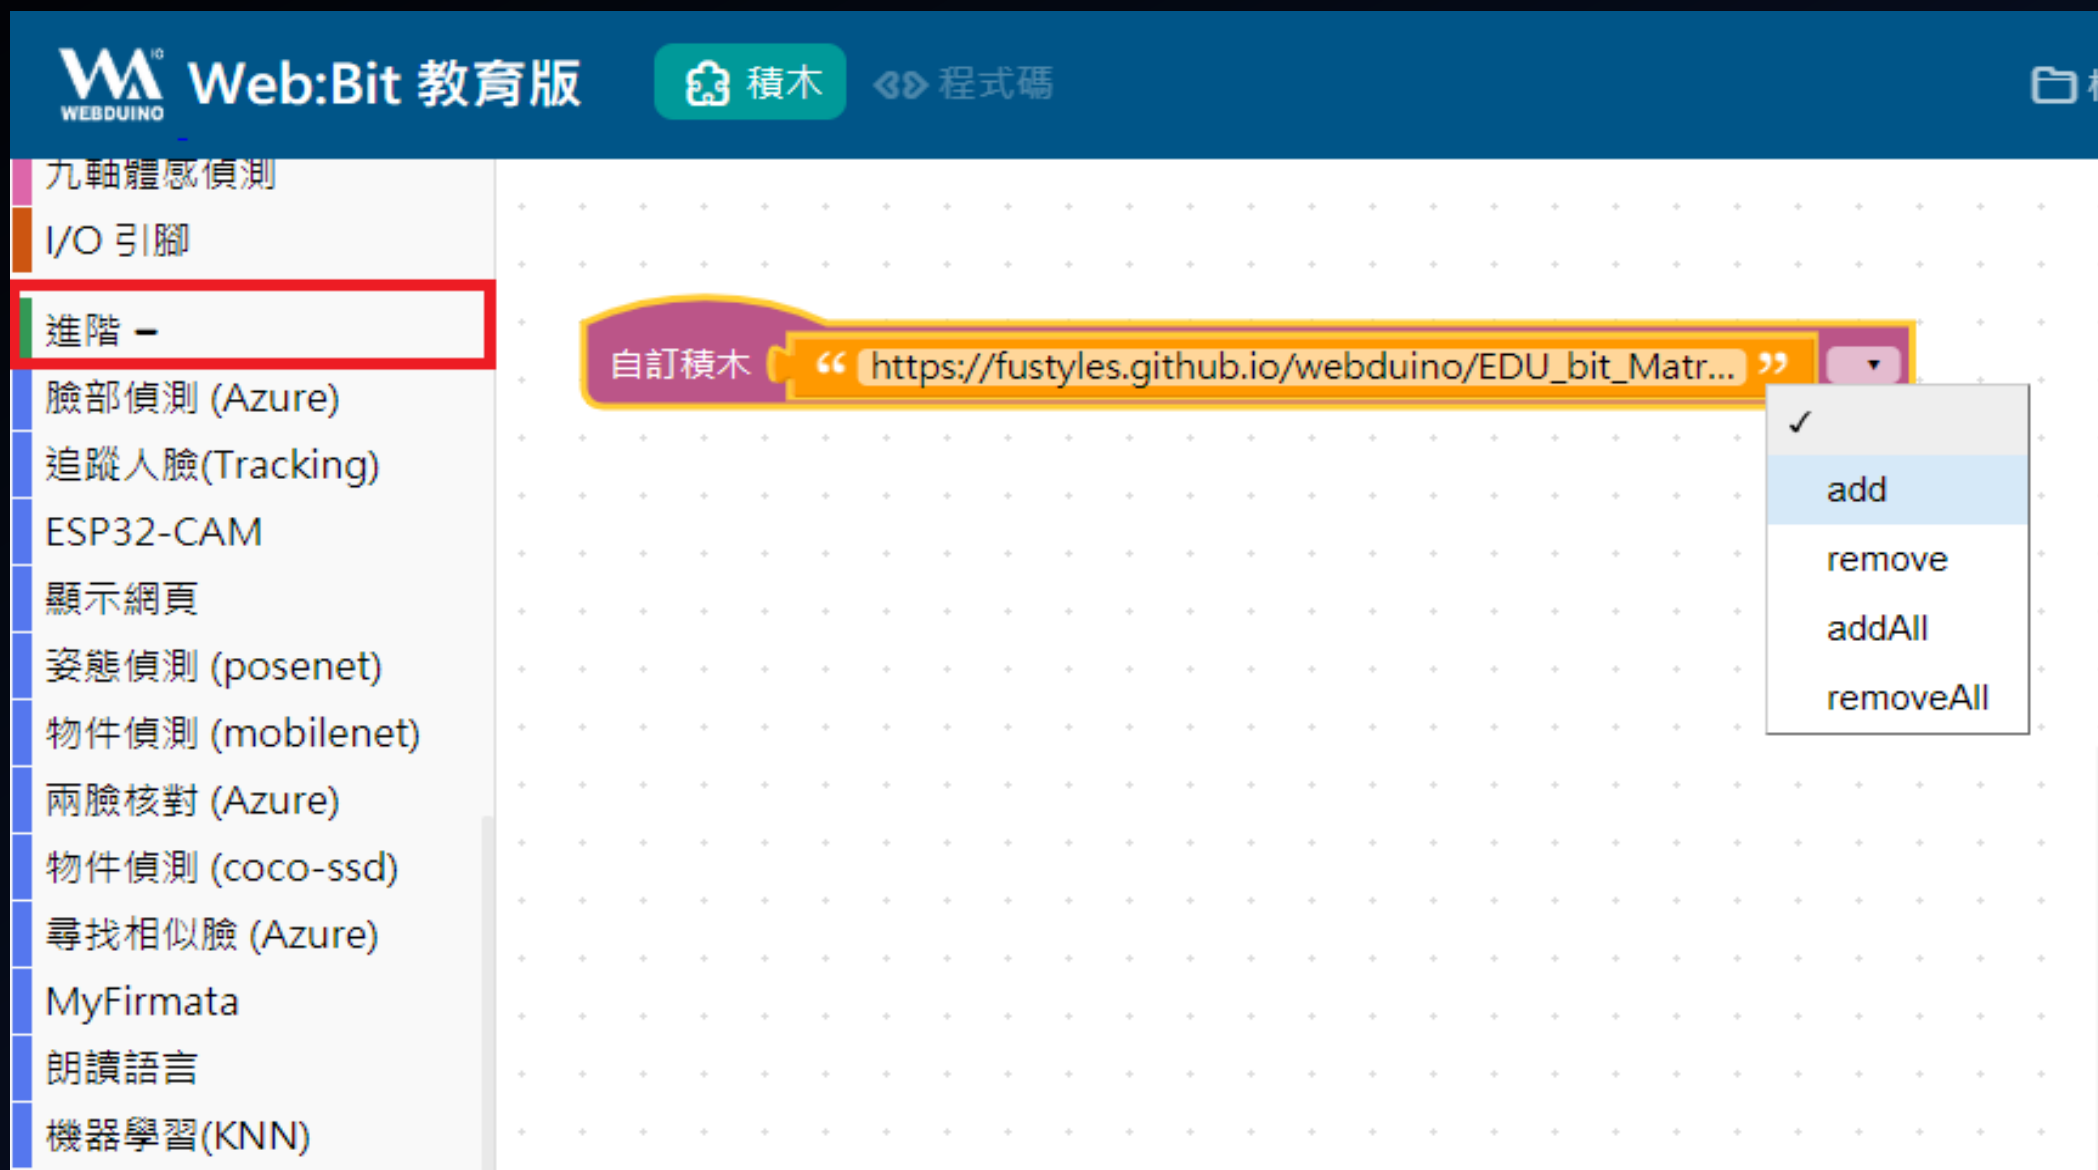 WEBDUINO
Web:Bit 教育版
積木
程式碼
九軸體感偵測
I/O 引腳
進階 –
臉部偵測 (Azure)
追蹤人臉(Tracking)
ESP32-CAM
顯示網頁
姿態偵測 (posenet)
物件偵測 (mobilenet)
兩臉核對 (Azure)
物件偵測 (coco-ssd)
尋找相似臉 (Azure)
MyFirmata
朗讀語言
機器學習(KNN)
自訂積木 “ https://fustyles.github.io/webduino/EDU_bit_Matr... ”
add
remove
addAll
removeAll